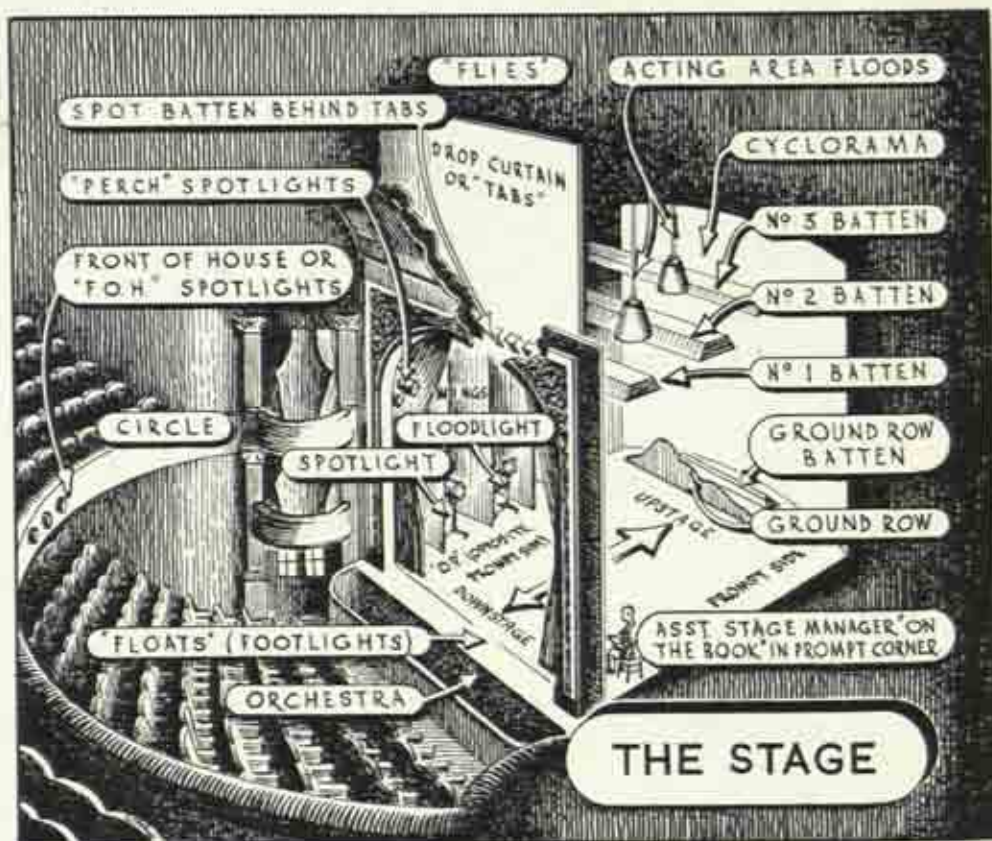 "FLIES"
ACTING AREA FLOODS
SPOT BATTEN BEHIND TABS
CYCLORAMA
DROP CURTAIN
OR "TABS"
"PERCH" SPOTLIGHTS
Nº 3 BATTEN
FRONT OF HOUSE OR
"F.O.H." SPOTLIGHTS
Nº 2 BATTEN
Nº 1 BATTEN
WINGS
CIRCLE
FLOODLIGHT
SPOTLIGHT
GROUND ROW
BATTEN
UPSTAGE
GROUND ROW
"O.P." (OPPOSITE
PROMPT SIDE)
PROMPT SIDE
DOWNSTAGE
"FLOATS" (FOOTLIGHTS)
ASST. STAGE MANAGER "ON
THE BOOK" IN PROMPT CORNER
ORCHESTRA
THE STAGE